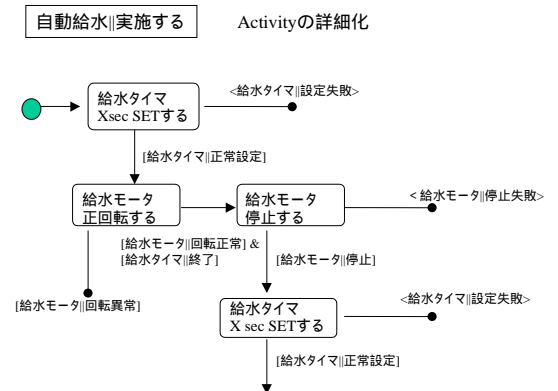 自動給水||実施する
Activityの詳細化
給水タイマ
Xsec SETする
<給水タイマ||設定失敗>
[給水タイマ||正常設定]
給水モータ
正回転する
給水モータ
停止する
<給水モータ||停止失敗>
[給水モータ||回転正常] &
[給水タイマ||終了]
[給水モータ||停止]
[給水モータ||回転異常]
給水タイマ
X sec SETする
<給水タイマ||設定失敗>
[給水タイマ||正常設定]